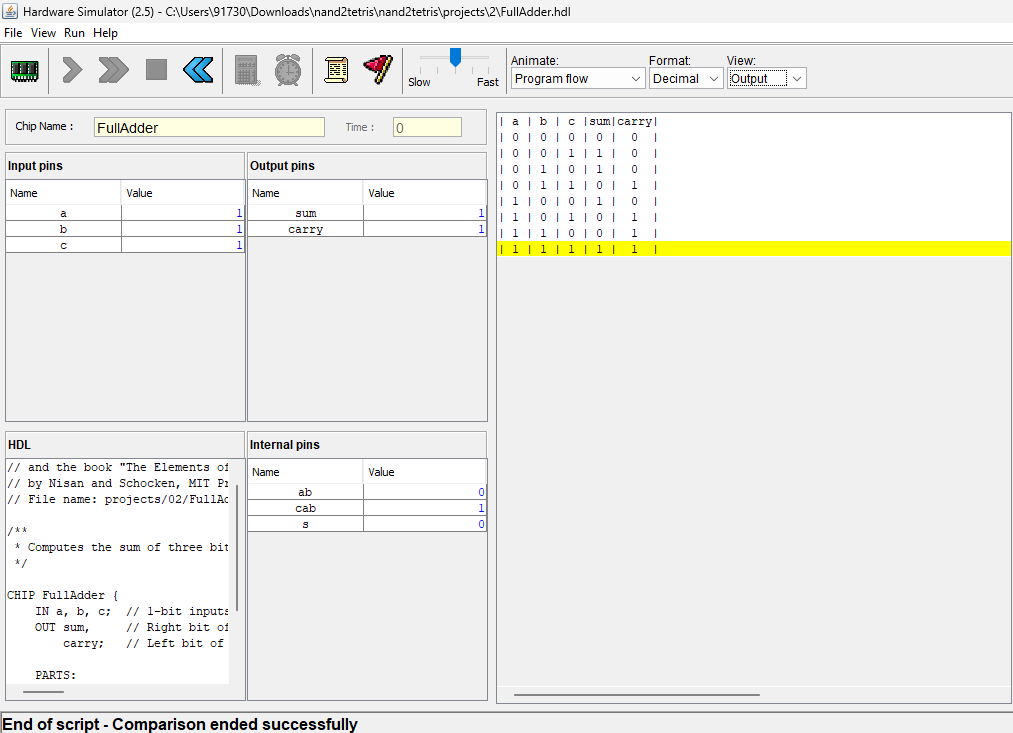 Hardware Simulator (2.5) - C:\Users\91730\Downloads\nand2tetris\nand2tetris\projects\2\FullAdder.hdl
File View Run Help
Slow Fast
Animate: Format: View:
Program flow Decimal Output
Chip Name : FullAdder Time : 0
Input pins
Name Value
a 1
b 1
c 1
Output pins
Name Value
sum 1
carry 1
| a | b | c |sum|carry|
| 0 | 0 | 0 | 0 | 0 |
| 0 | 0 | 1 | 1 | 0 |
| 0 | 1 | 0 | 1 | 0 |
| 0 | 1 | 1 | 0 | 1 |
| 1 | 0 | 0 | 1 | 0 |
| 1 | 0 | 1 | 0 | 1 |
| 1 | 1 | 0 | 0 | 1 |
| 1 | 1 | 1 | 1 | 1 |
HDL
// and the book "The Elements of
// by Nisan and Schocken, MIT Pr
// File name: projects/02/FullAd
/**
* Computes the sum of three bit
*/
CHIP FullAdder {
IN a, b, c; // 1-bit inputs
OUT sum, // Right bit of
carry; // Left bit of
PARTS:
Internal pins
Name Value
ab 0
cab 1
s 0
End of script - Comparison ended successfully